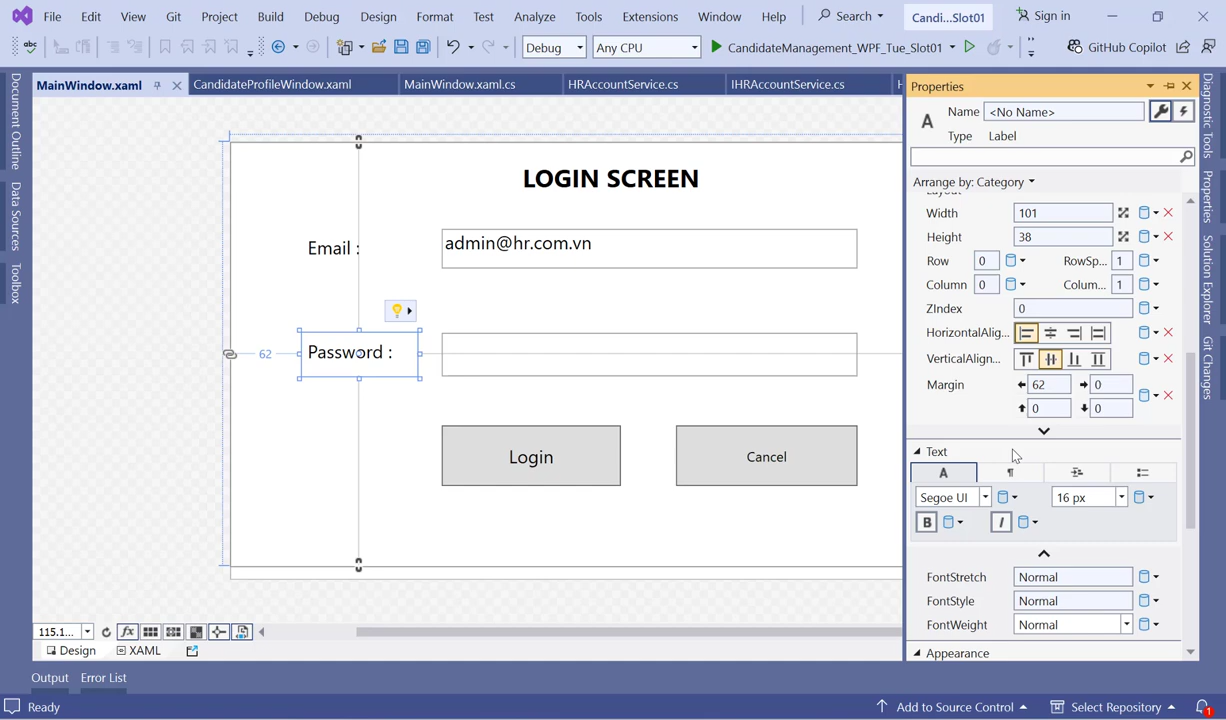 File Edit View Git Project Build Debug Design Format Test Analyze Tools Extensions Window Help Search Candi...Slot01 Sign in
abc Debug Any CPU CandidateManagement_WPF_Tue_Slot01 GitHub Copilot
MainWindow.xaml CandidateProfileWindow.xaml MainWindow.xaml.cs HRAccountService.cs IHRAccountService.cs H
Document Outline
Data Sources
Toolbox
LOGIN SCREEN
Email : admin@hr.com.vn
62 Password :
Login Cancel
115.1... fx
Design XAML
Properties
A Name <No Name>
Type Label
Arrange by: Category
Layout
Width 101
Height 38
Row 0 RowSp... 1
Column 0 Colum... 1
ZIndex 0
HorizontalAlig...
VerticalAlignm...
Margin 62 0
0 0
Text
A ¶
Segoe UI 16 px
B I
FontStretch Normal
FontStyle Normal
FontWeight Normal
Appearance
Diagnostic Tools
Properties
Solution Explorer
Git Changes
Output Error List
Ready Add to Source Control Select Repository 1